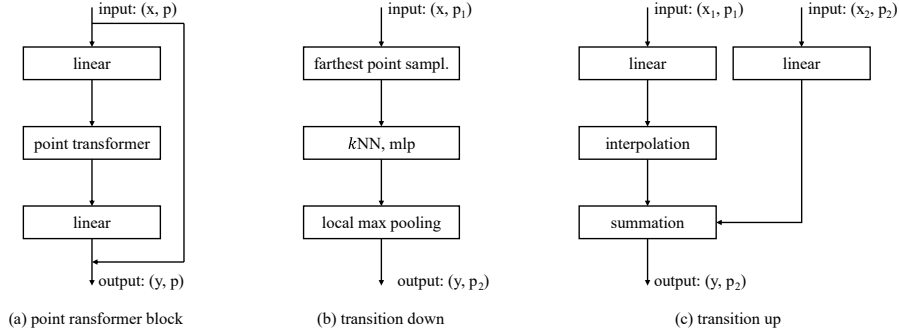 input: (x, p)
linear
point transformer
linear
output: (y, p)
(a) point ransformer block
input: (x, p₁)
farthest point sampl.
kNN, mlp
local max pooling
output: (y, p₂)
(b) transition down
input: (x₁, p₁)
input: (x₂, p₂)
linear
linear
interpolation
summation
output: (y, p₂)
(c) transition up